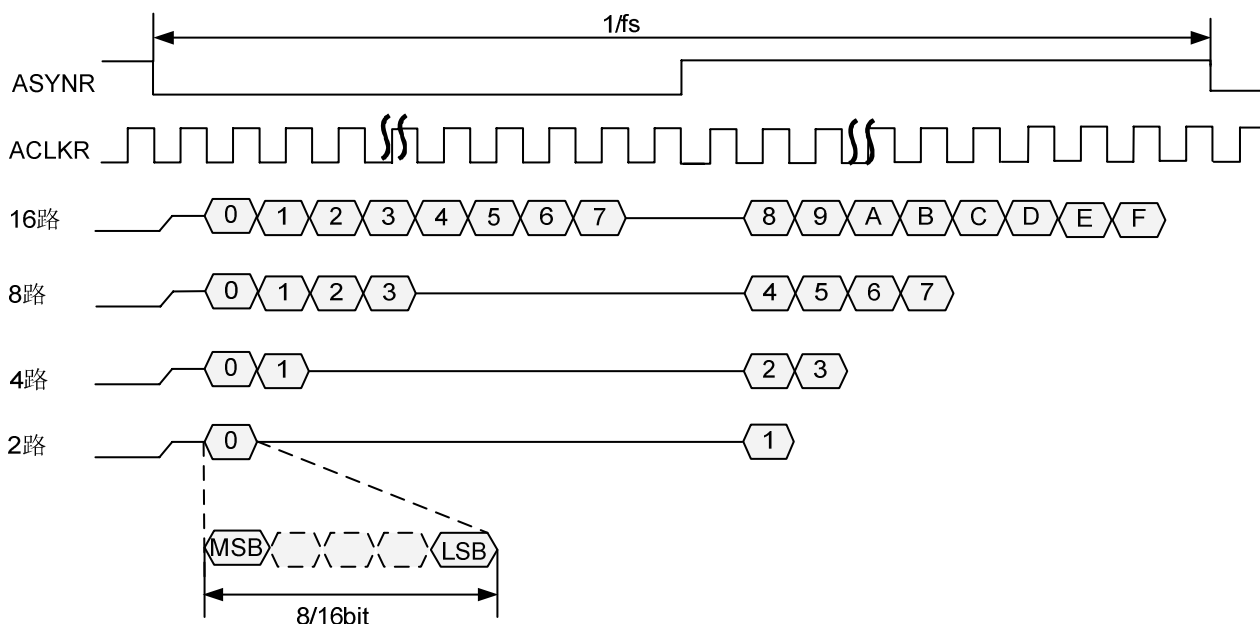 1/fs
ASYNR
ACLKR
16路 0 1 2 3 4 5 6 7 8 9 A B C D E F
8路 0 1 2 3 4 5 6 7
4路 0 1 2 3
2路 0 1
MSB LSB
8/16bit